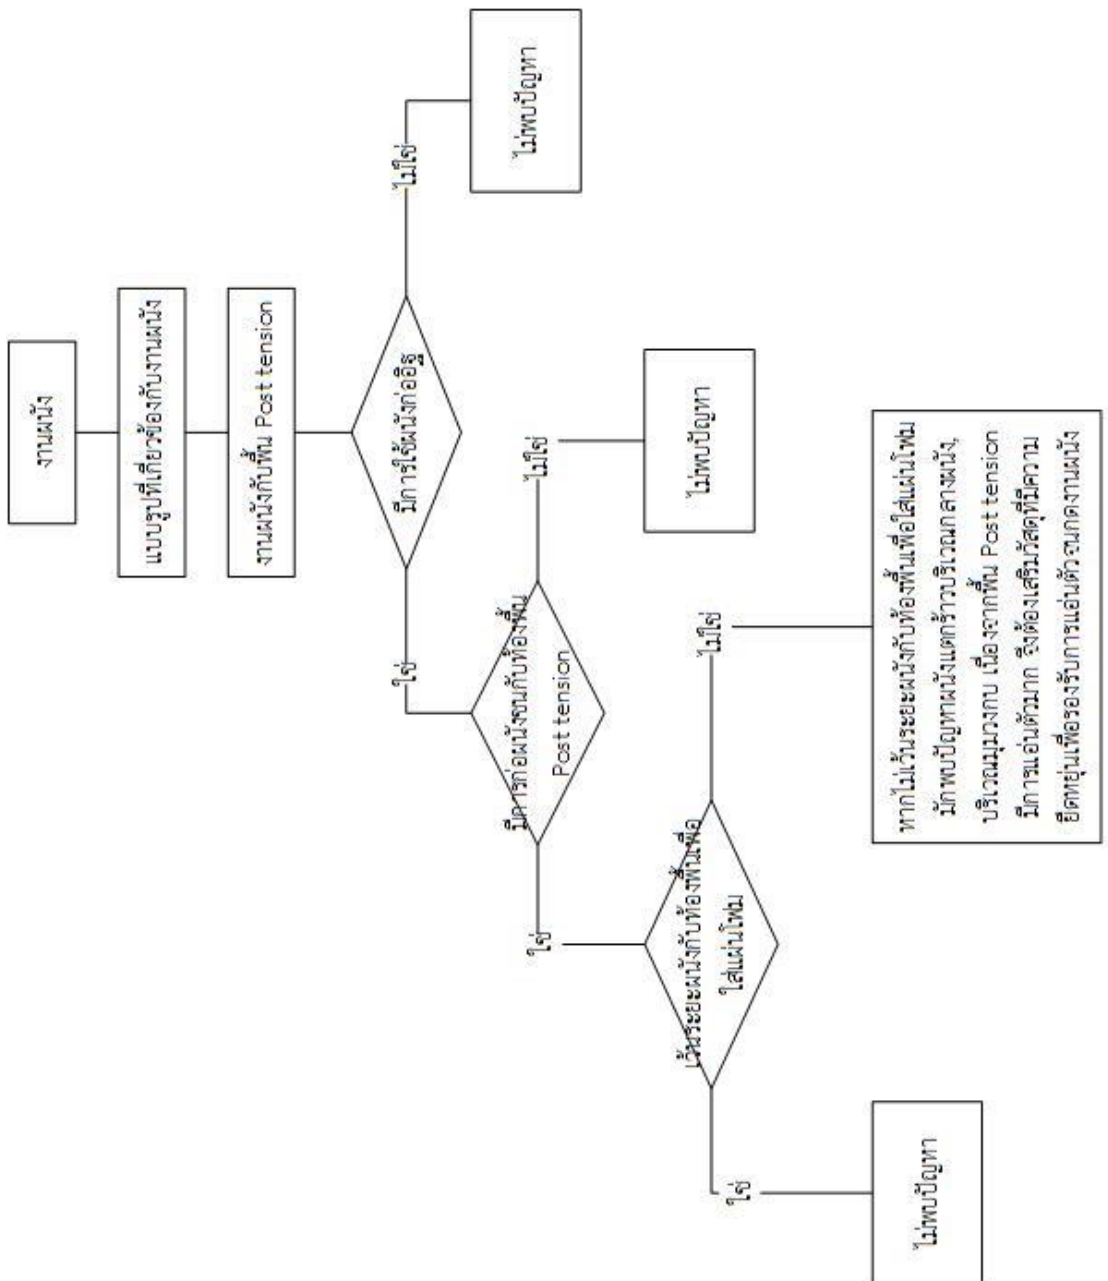 งานผนัง
แบบรูปที่เกี่ยวข้องกับงานผนัง
งานผนังกับพื้น Post tension
มีการใช้ผนังก่ออิฐ
ใช่
ไม่ใช่
ไม่พบปัญหา
มีการก่อผนังชนกับท้องพื้น
Post tension
ใช่
ไม่ใช่
ไม่พบปัญหา
เว้นระยะผนังกับท้องพื้นเพื่อ
ใส่แผ่นโฟม
ใช่
ไม่ใช่
ไม่พบปัญหา
หากไม่เว้นระยะผนังกับท้องพื้นเพื่อใส่แผ่นโฟม
มักพบปัญหาผนังแตกร้าวบริเวณกลางผนัง,
บริเวณมุมวงกบ เนื่องจากพื้น Post tension
มีการแอ่นตัวมาก จึงต้องเสริมวัสดุที่มีความ
ยืดหยุ่นเพื่อรองรับการแอ่นตัวจนกดงานผนัง